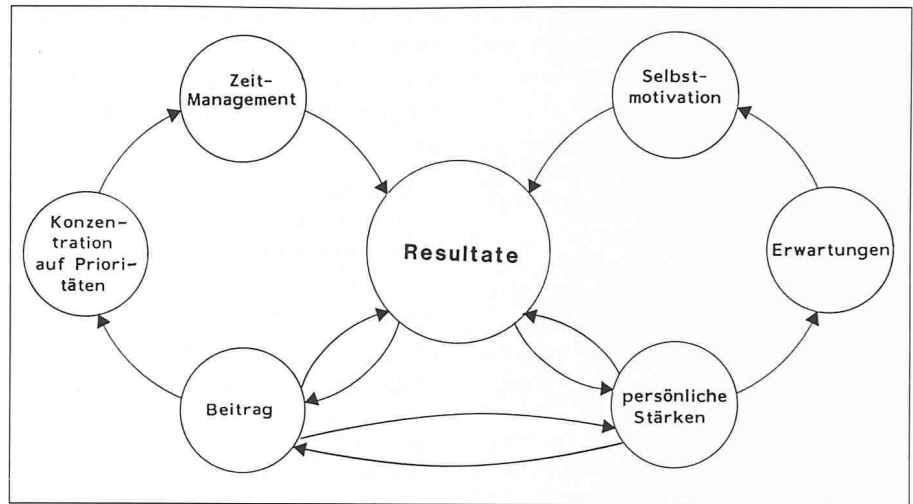 Zeit-
Management
Selbst-
motivation
Konzen-
tration
auf Priori-
täten
Resultate
Erwartungen
Beitrag
persönliche
Stärken